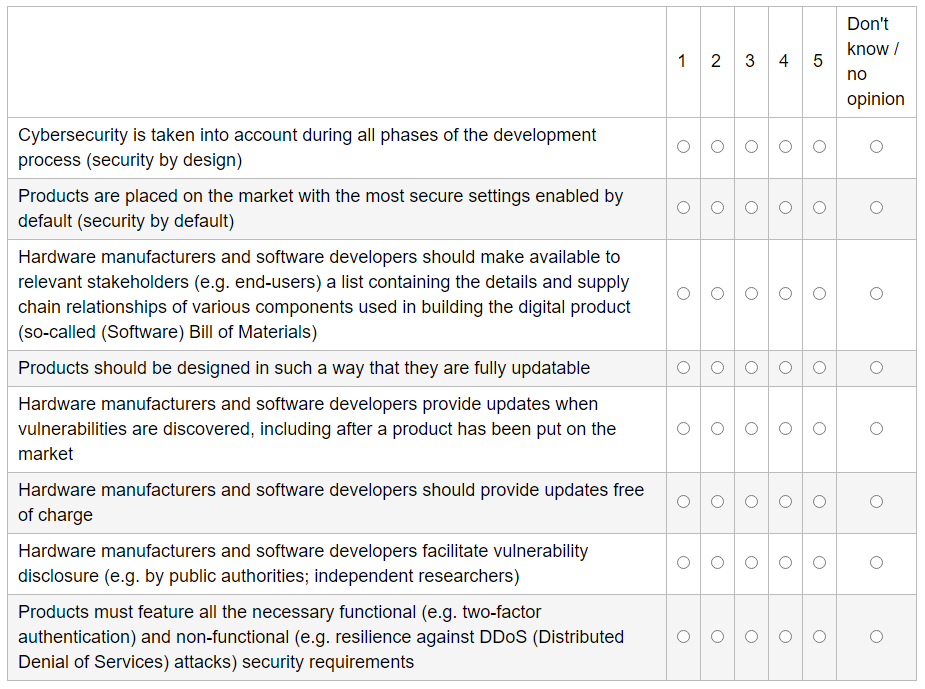 1 2 3 4 5 Don't
know /
no
opinion
Cybersecurity is taken into account during all phases of the development
process (security by design)
Products are placed on the market with the most secure settings enabled by
default (security by default)
Hardware manufacturers and software developers should make available to
relevant stakeholders (e.g. end-users) a list containing the details and supply
chain relationships of various components used in building the digital product
(so-called (Software) Bill of Materials)
Products should be designed in such a way that they are fully updatable
Hardware manufacturers and software developers provide updates when
vulnerabilities are discovered, including after a product has been put on the
market
Hardware manufacturers and software developers should provide updates free
of charge
Hardware manufacturers and software developers facilitate vulnerability
disclosure (e.g. by public authorities; independent researchers)
Products must feature all the necessary functional (e.g. two-factor
authentication) and non-functional (e.g. resilience against DDoS (Distributed
Denial of Services) attacks) security requirements